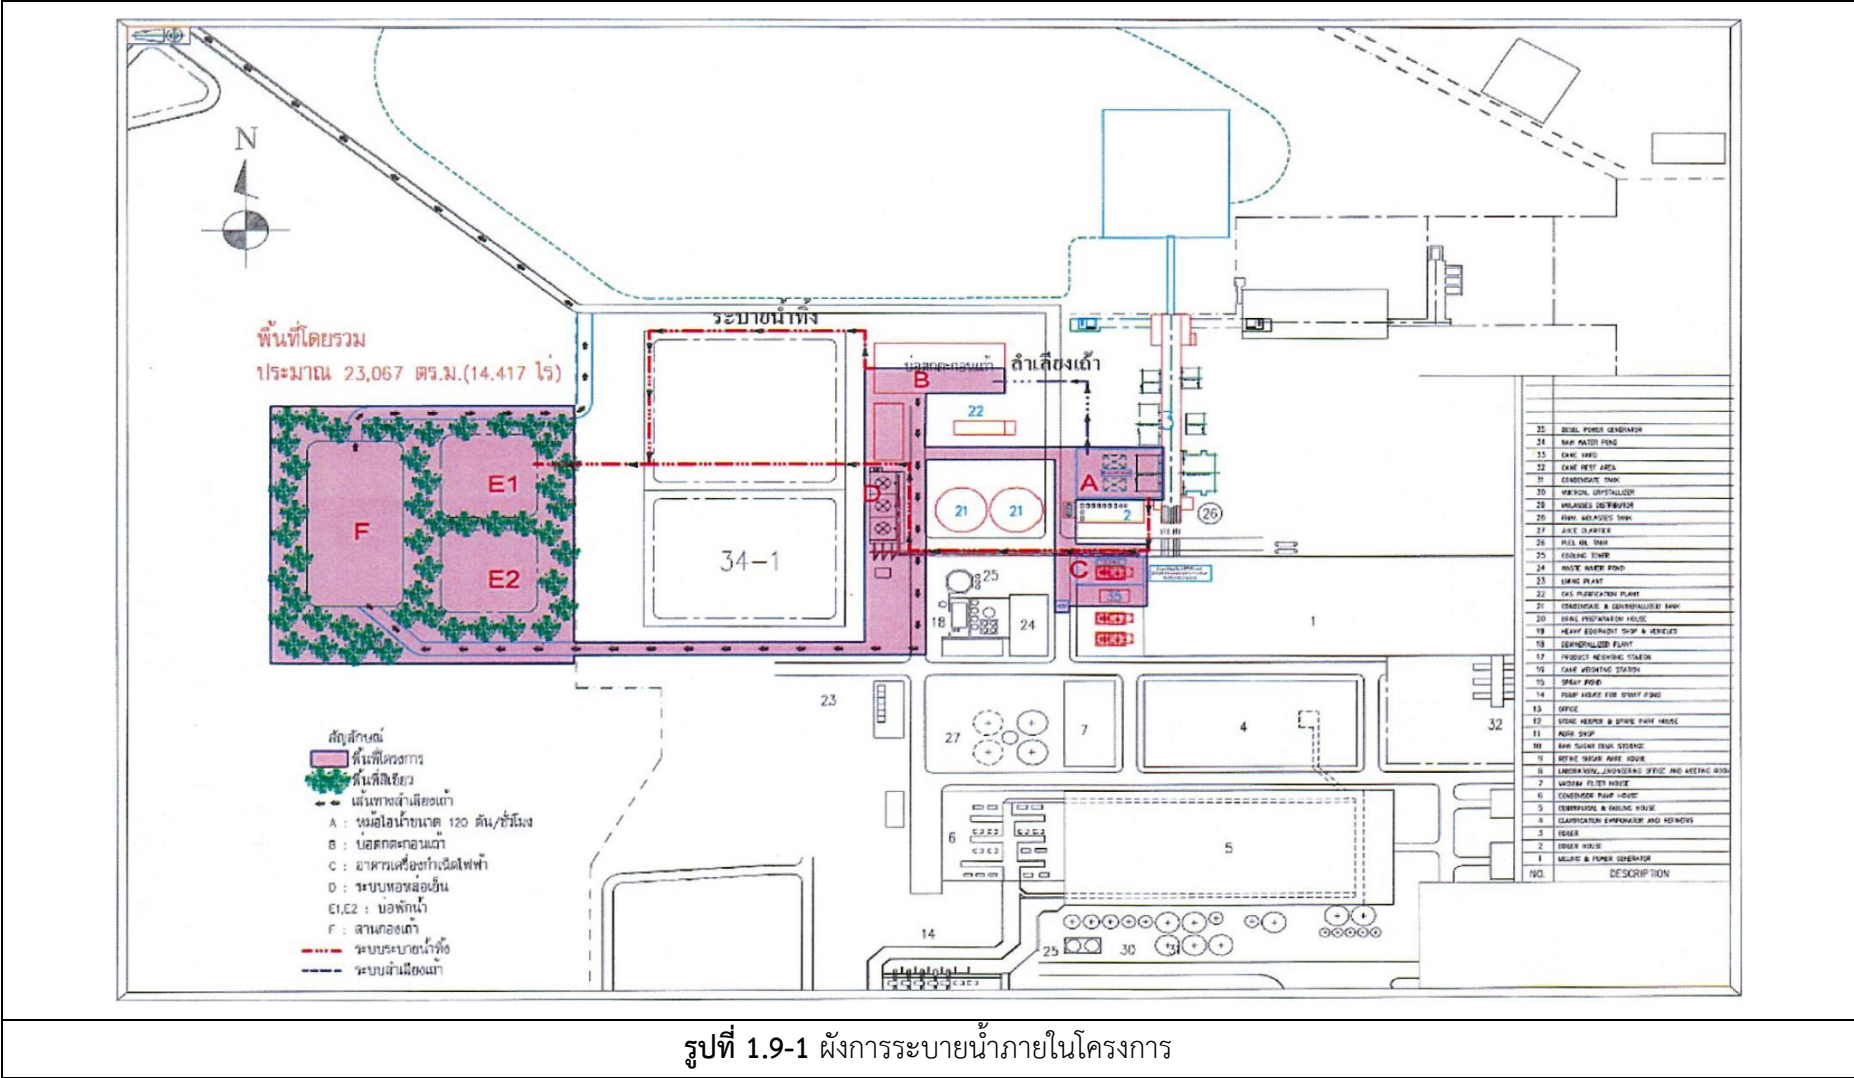 N
ระบายน้ำทิ้ง
พื้นที่โดยรวม
ประมาณ 23,067 ตร.ม.(14.417 ไร่)
บ่อตกตะกอนเถ้า
ลำเลียงเถ้า
B
22
3
E1
D
A
21
21
2
26
F
34-1
E2
C
25
35
18
24
1
23
27
7
4
32
6
5
14
25
30
31
สัญลักษณ์
พื้นที่โครงการ
พื้นที่สีเขียว
เส้นทางลำเลียงเถ้า
A : หม้อไอน้ำขนาด 120 ตัน/ชั่วโมง
B : บ่อตกตะกอนเถ้า
C : อาคารเครื่องกำเนิดไฟฟ้า
D : ระบบหอหล่อเย็น
E1,E2 : บ่อพักน้ำ
F : ลานกองเถ้า
ระบบระบายน้ำทิ้ง
ระบบลำเลียงเถ้า
35 DIESEL POWER GENERATOR
34 RAW WATER POND
33 CANE YARD
32 CANE REST AREA
31 CONDENSATE TANK
30 VERTICAL CRYSTALLIZER
29 MOLASSES DISTRIBUTOR
28 FINAL MOLASSES TANK
27 JUICE CLARIFIER
26 FUEL OIL TANK
25 COOLING TOWER
24 WASTE WATER POND
23 LIMING PLANT
22 GAS PURIFICATION PLANT
21 CONDENSATE & DEMINERALIZED TANK
20 BRINE PREPARATION HOUSE
19 HEAVY EQUIPMENT SHOP & VEHICLES
18 DEMINERALIZED PLANT
17 PRODUCT WEIGHING STATION
16 CANE WEIGHING STATION
15 SPRAY POND
14 PUMP HOUSE FOR SPRAY POND
13 OFFICE
12 STORE KEEPER & SPARE PART HOUSE
11 WORK SHOP
10 RAW SUGAR BULK STORAGE
9 REFINE SUGAR WARE HOUSE
8 LABORATORY, ENGINEERING OFFICE AND MEETING ROOM
7 VACUUM FILTER HOUSE
6 CONDENSOR PUMP HOUSE
5 CENTRIFUGAL & BOILING HOUSE
4 CLARIFICATION EVAPORATOR AND REFINERS
3 BOILER
2 BOILER HOUSE
1 MILLING & POWER GENERATOR
NO. DESCRIPTION
รูปที่ 1.9-1 ผังการระบายน้ำภายในโครงการ